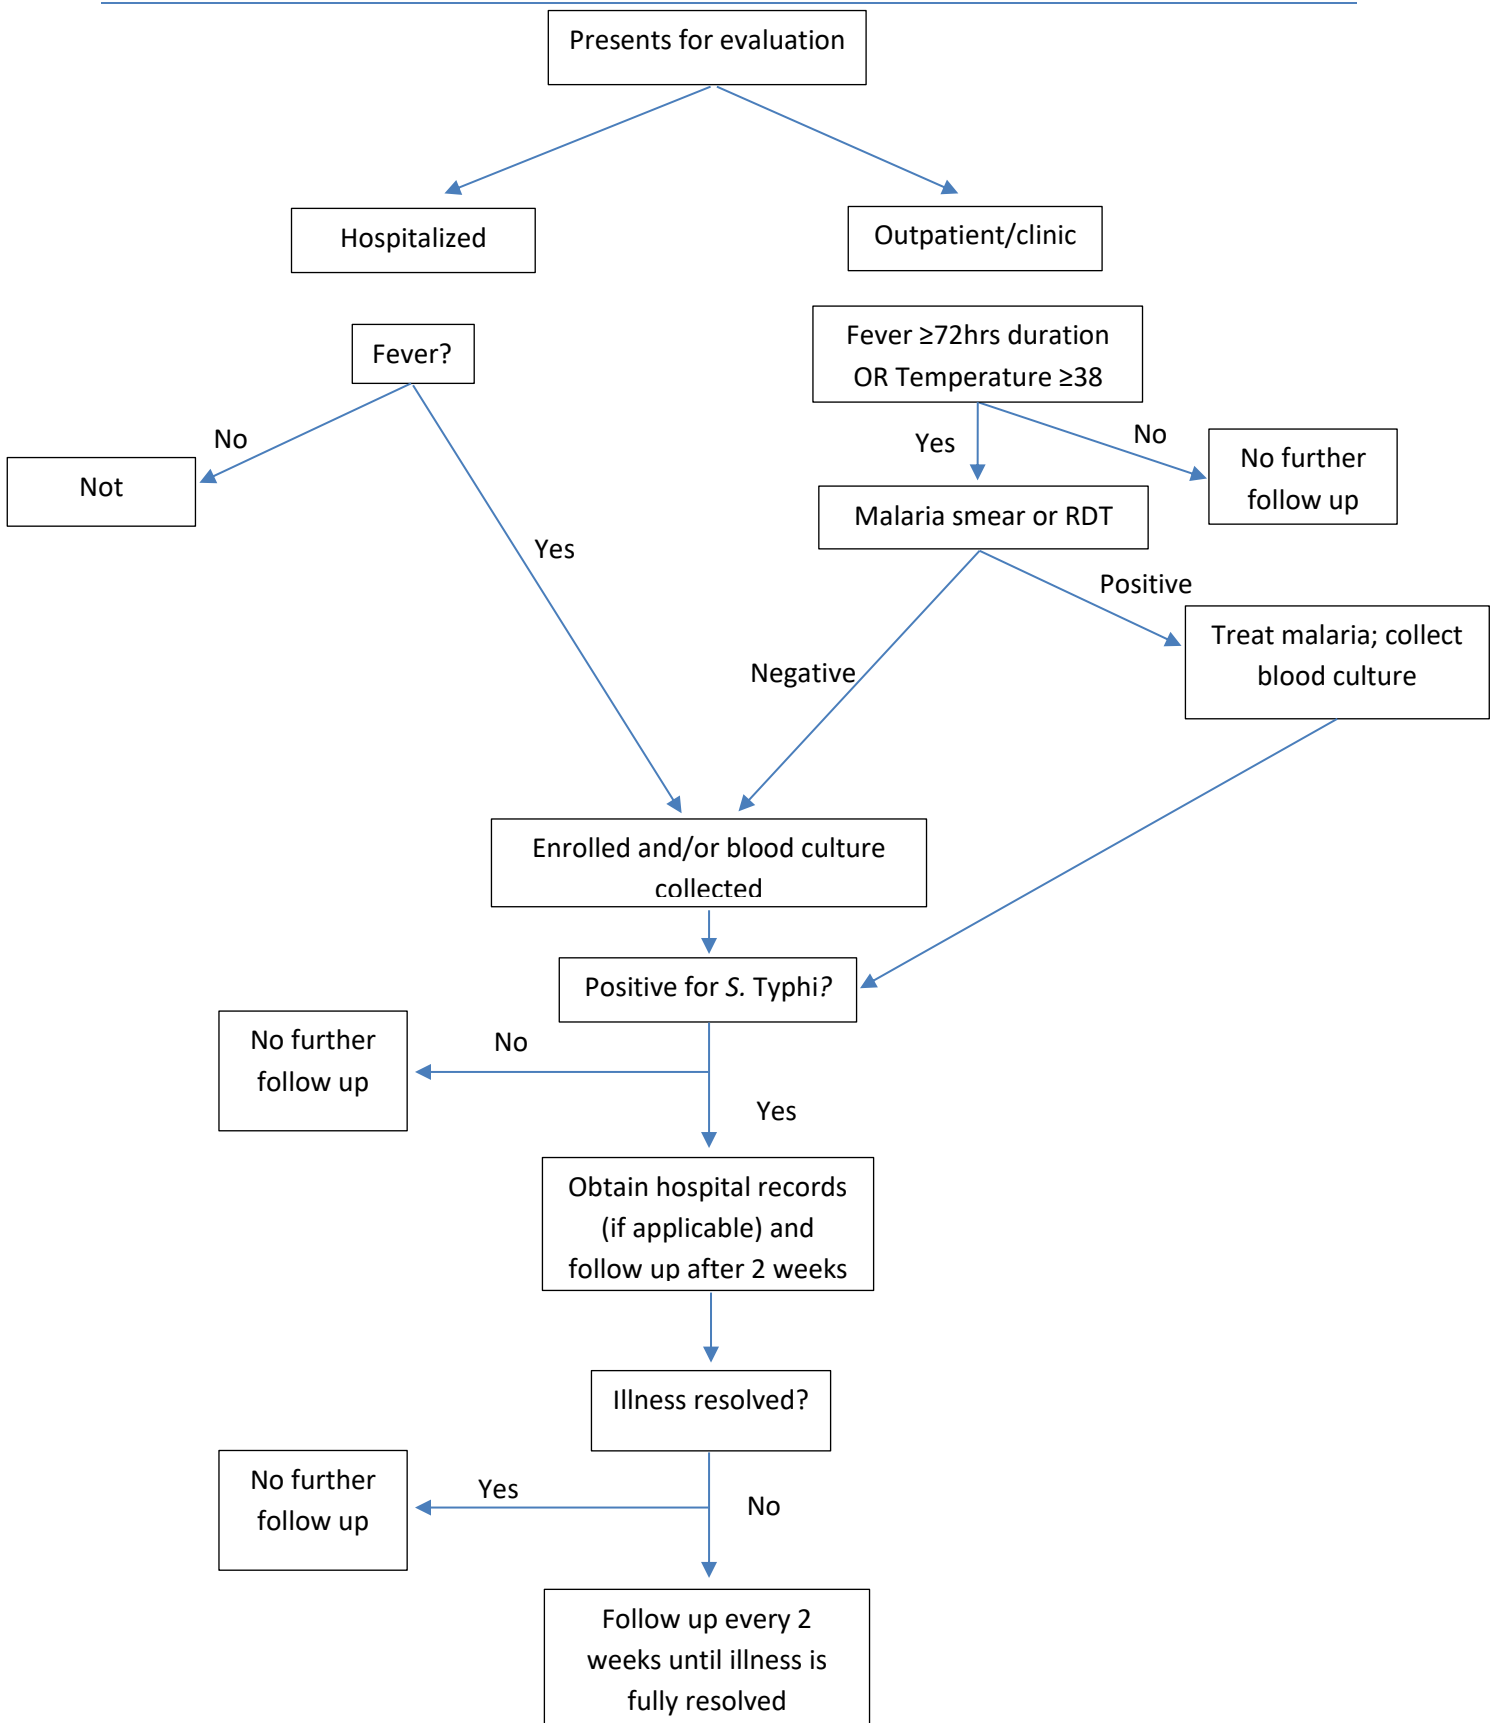 Presents for evaluation
Hospitalized
Outpatient/clinic
Fever?
Fever ≥72hrs duration
OR Temperature ≥38
No
Not
Yes
No
No further
follow up
Malaria smear or RDT
Yes
Positive
Treat malaria; collect
blood culture
Negative
Enrolled and/or blood culture
collected
Positive for S. Typhi?
No
No further
follow up
Yes
Obtain hospital records
(if applicable) and
follow up after 2 weeks
Illness resolved?
Yes
No further
follow up
No
Follow up every 2
weeks until illness is
fully resolved